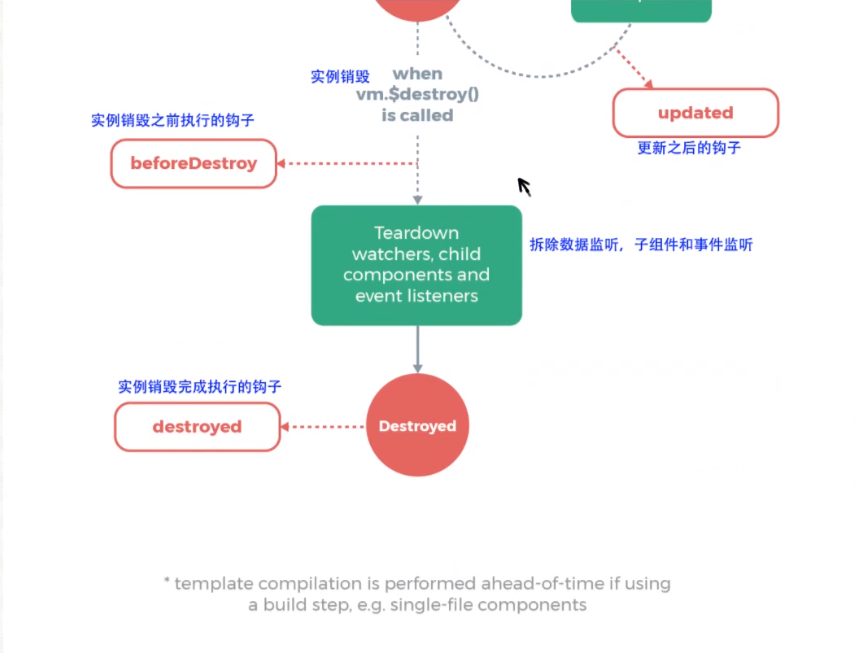 实例销毁
when
vm.$destroy()
is called
updated
更新之后的钩子
实例销毁之前执行的钩子
beforeDestroy
Teardown
watchers, child
components and
event listeners
拆除数据监听，子组件和事件监听
实例销毁完成执行的钩子
destroyed
Destroyed
* template compilation is performed ahead-of-time if using
a build step, e.g. single-file components